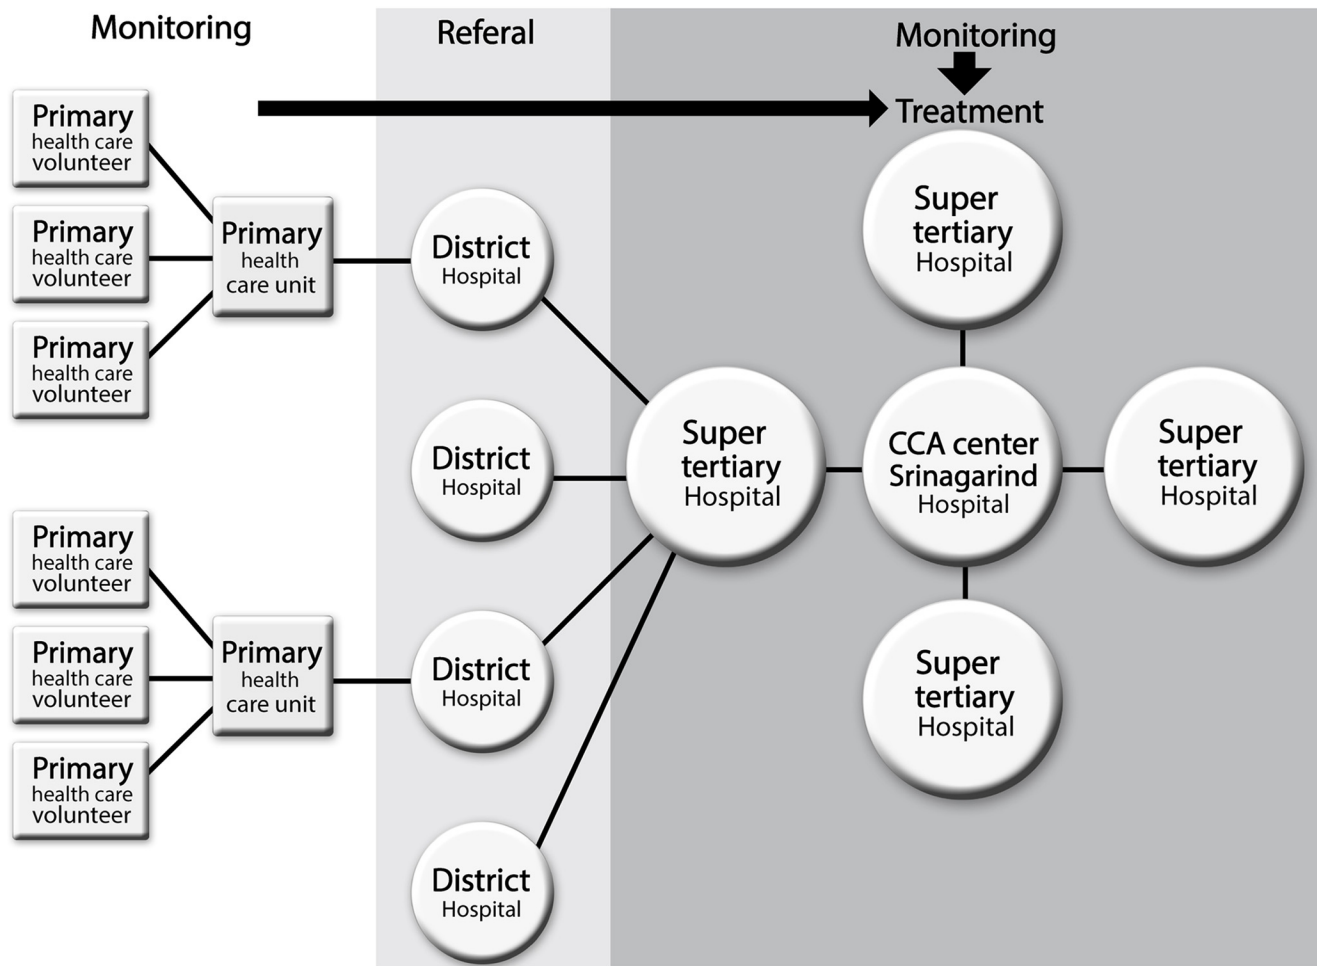 Monitoring
Referal
Monitoring
Treatment
Primary
health care
volunteer
Primary
health care
volunteer
Primary
health care
volunteer
Primary
health
care unit
Primary
health care
volunteer
Primary
health care
volunteer
Primary
health care
volunteer
Primary
health
care unit
District
Hospital
District
Hospital
District
Hospital
District
Hospital
Super
tertiary
Hospital
Super
tertiary
Hospital
CCA center
Srinagarind
Hospital
Super
tertiary
Hospital
Super
tertiary
Hospital